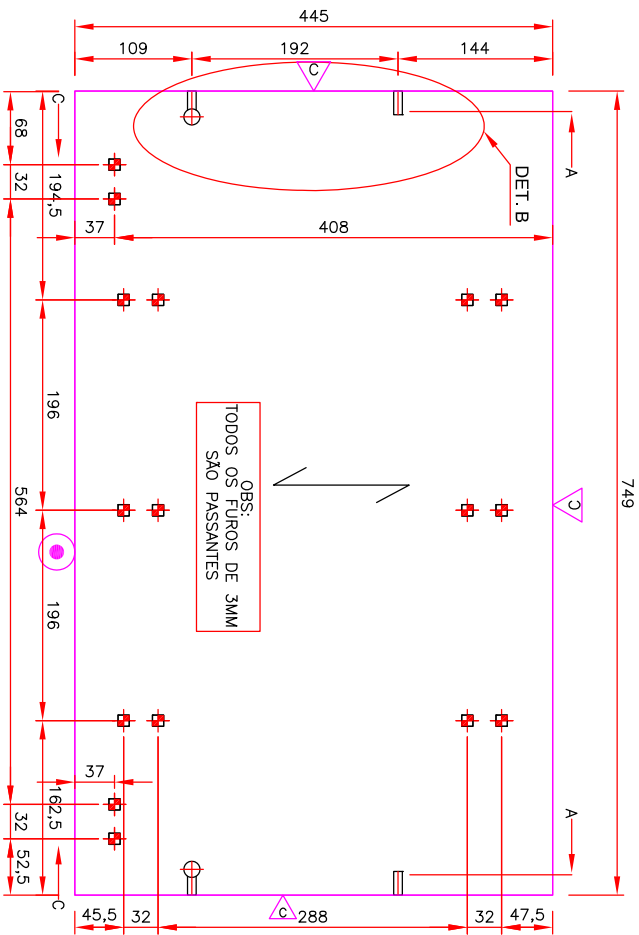 445
109
192
144
C
C
A
68
32
194,5
DET. B
37
408
196
749
C
OBS:
TODOS OS FUROS DE 3MM
SÃO PASSANTES
564
196
37
A
162,5
32
52,5
C
C
45,5
32
288
32
47,5